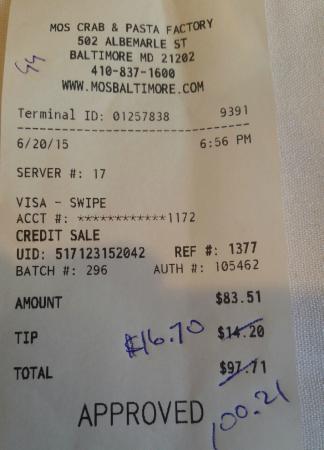 MOS CRAB & PASTA FACTORY
502 ALBEMARLE ST
BALTIMORE MD 21202
410-837-1600
WWW.MOSBALTIMORE.COM
Terminal ID: 01257838 9391
6/20/15 6:56 PM
SERVER #: 17
VISA - SWIPE
ACCT #: ************1172
CREDIT SALE
UID: 517123152042 REF #: 1377
BATCH #: 296 AUTH #: 105462
AMOUNT $83.51
TIP $16.70 $14.20
TOTAL $97.71
100.21
APPROVED